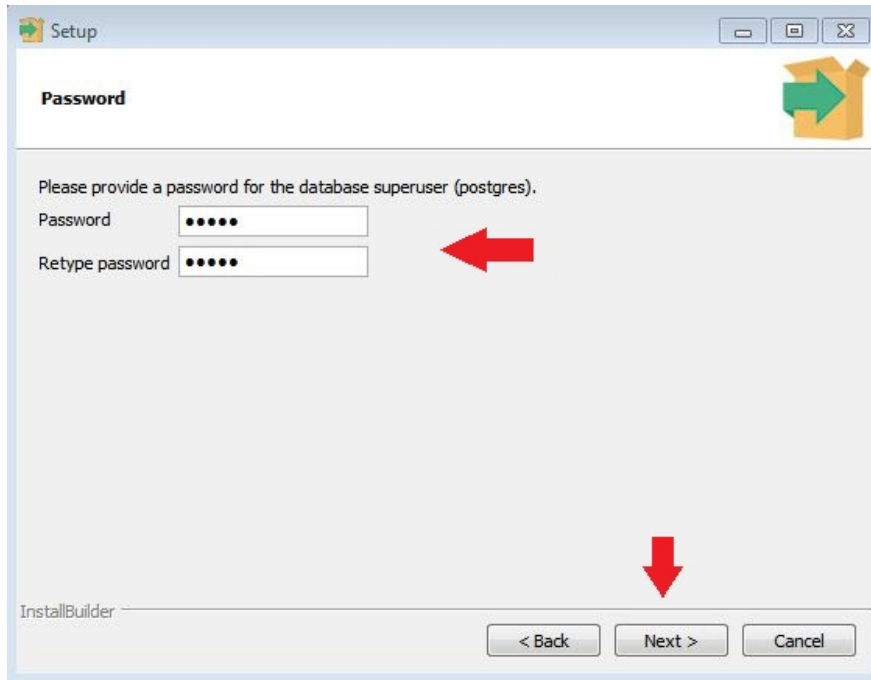 Setup
Password
Please provide a password for the database superuser (postgres).
Password •••••
Retype password •••••
InstallBuilder
< Back Next > Cancel